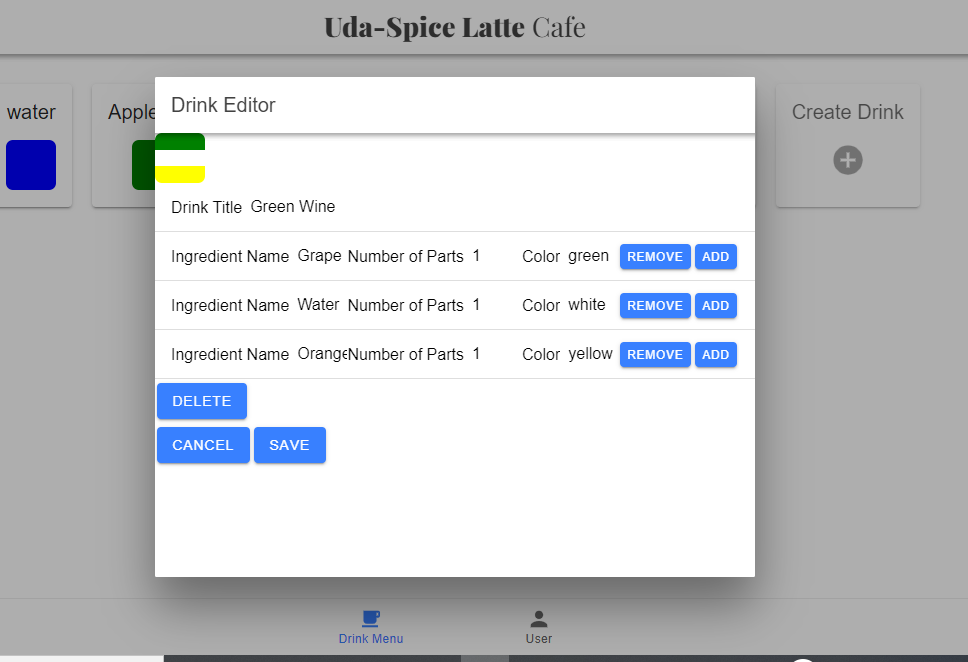 Uda-Spice Latte Cafe
water
Apple
Create Drink
Drink Editor
Drink Title Green Wine
Ingredient Name Grape Number of Parts 1 Color green REMOVE ADD
Ingredient Name Water Number of Parts 1 Color white REMOVE ADD
Ingredient Name Orange Number of Parts 1 Color yellow REMOVE ADD
DELETE
CANCEL SAVE
Drink Menu
User